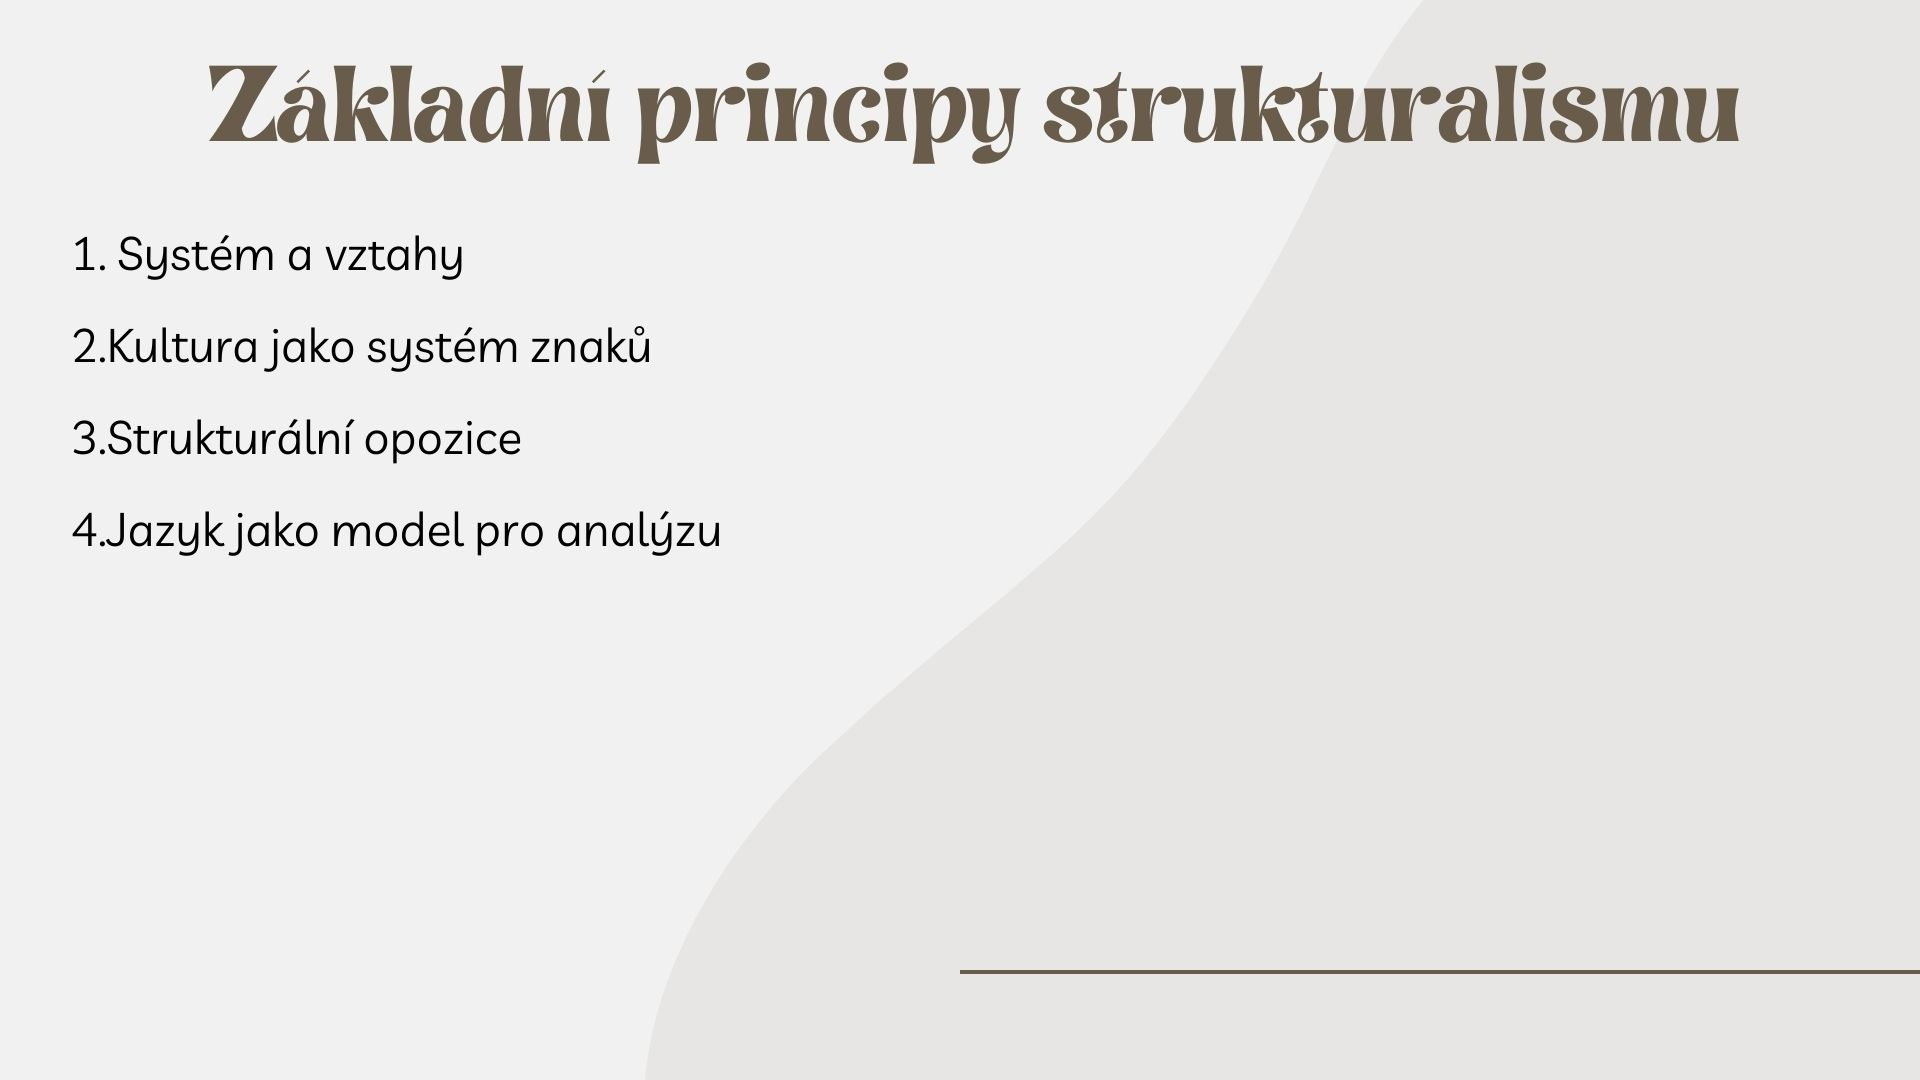 Základní principy strukturalismu
1. Systém a vztahy
2.Kultura jako systém znaků
3.Strukturální opozice
4.Jazyk jako model pro analýzu